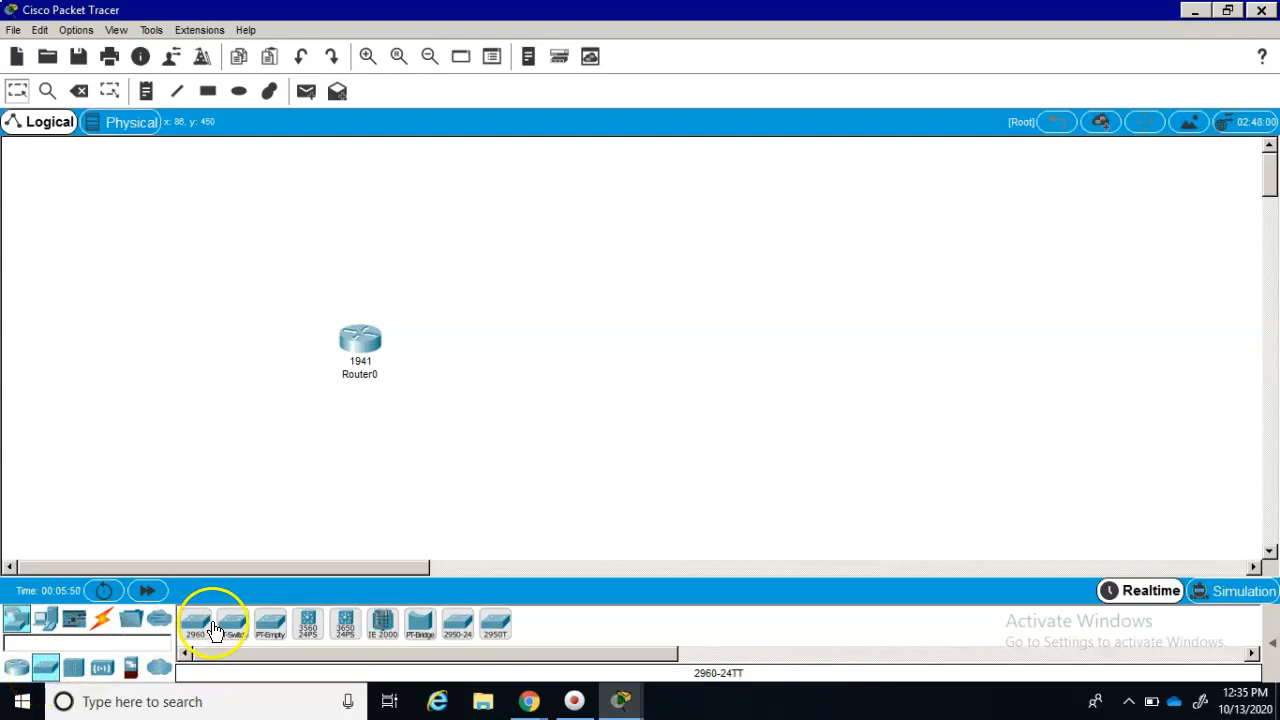 Cisco Packet Tracer
File Edit Options View Tools Extensions Help
?
Logical Physical x: 86, y: 450 [Root] 02:48:00
1941
Router0
Time: 00:05:50 Realtime Simulation
2960 PT-Empty 3560 24PS 3650 24PS IE 2000 PT-Bridge 2950-24 2950T
Activate Windows
Go to Settings to activate Windows.
2960-24TT
Type here to search
12:35 PM
10/13/2020